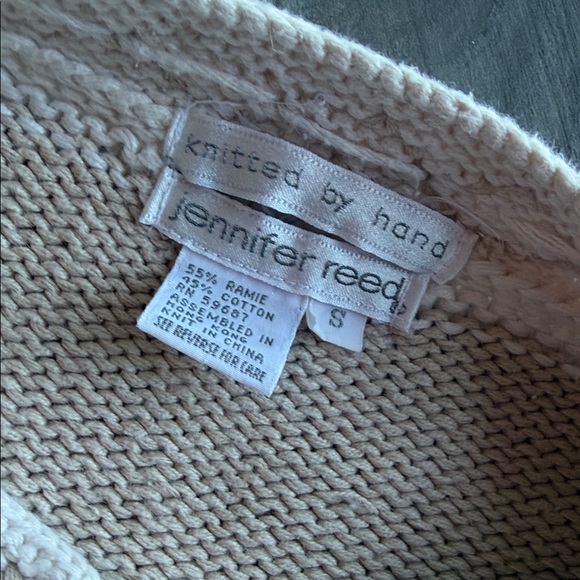 knitted by hand
jennifer reed
S
55% RAMIE
45% COTTON
RN 59687
ASSEMBLED IN
HONG KONG
KNIT IN CHINA
SEE REVERSE FOR CARE